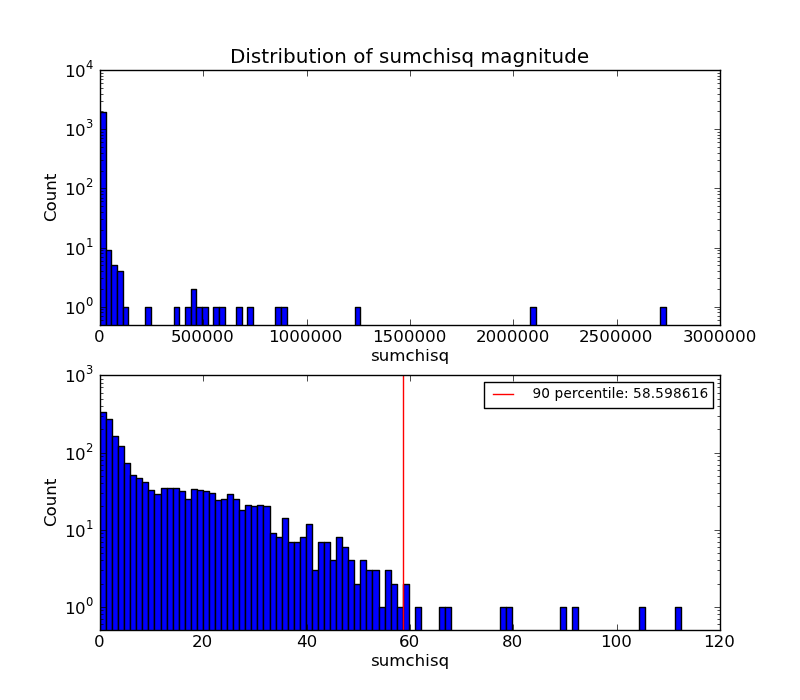 Distribution of sumchisq magnitude
10^4
10^3
10^2
10^1
10^0
Count
0 500000 1000000 1500000 2000000 2500000 3000000
sumchisq
10^3
10^2
10^1
10^0
Count
90 percentile: 58.598616
0 20 40 60 80 100 120
sumchisq